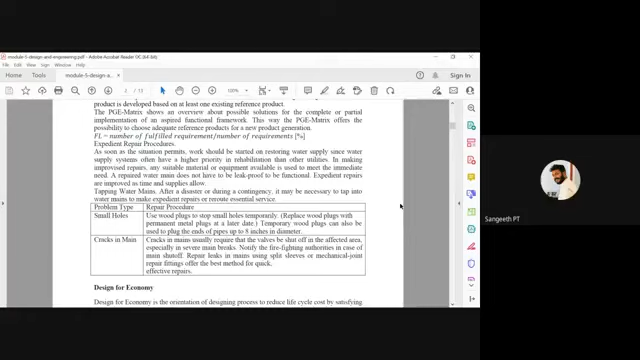 module-5-design-and-engineering.pdf - Adobe Acrobat Reader DC (64-bit)
File Edit View Sign Window Help
Home Tools module-5-design-an... × Sign In
/ 13 100%
product is developed based on at least one existing reference product.
The PGE-Matrix shows an overview about possible solutions for the complete or partial
implementation of an aspired functional framework. This way the PGE-Matrix offers the
possibility to choose adequate reference products for a new product generation.
FL = number of fulfilled requirement/number of requirements [%]
Expedient Repair Procedures.
As soon as the situation permits, work should be started on restoring water supply since water
supply systems often have a higher priority in rehabilitation than other utilities. In making
improvised repairs, any suitable material or equipment available is used to meet the immediate
need. A repaired water main does not have to be leak-proof to be functional. Expedient repairs
are improved as time and supplies allow.
Tapping Water Mains. After a disaster or during a contingency, it may be necessary to tap into
water mains to make expedient repairs or reroute essential service.
Problem Type Repair Procedure
Small Holes Use wood plugs to stop small holes temporarily. (Replace wood plugs with
permanent metal plugs at a later date.) Temporary wood plugs can also be
used to plug the ends of pipes up to 8 inches in diameter.
Cracks in Main Cracks in mains usually require that the valves be shut off in the affected area,
especially in severe main breaks. Notify the fire-fighting authorities in case of
main shutoff. Repair leaks in mains using split sleeves or mechanical-joint
repair fittings offer the best method for quick,
effective repairs.
Design for Economy
Design for Economy is the orientation of designing process to reduce life cycle cost by satisfying
Sangeeth PT